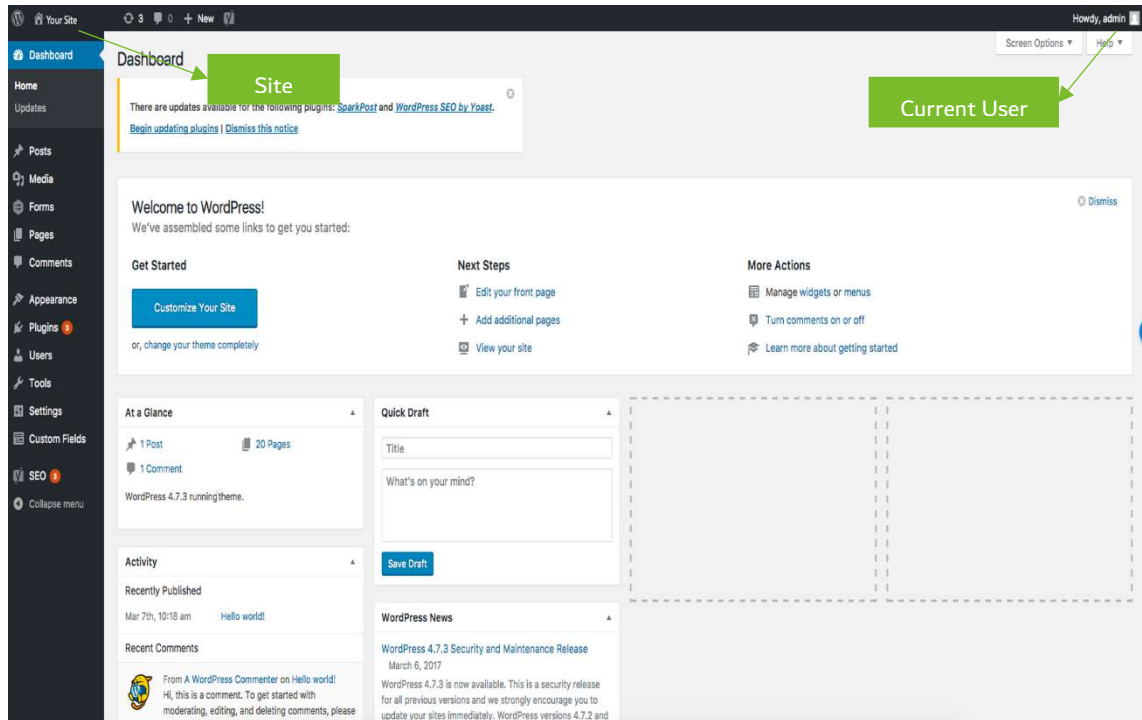 Your Site
3
0
+ New
Howdy, admin
Screen Options
Help
Dashboard
Home
Updates
Posts
Media
Forms
Pages
Comments
Appearance
Plugins 3
Users
Tools
Settings
Custom Fields
SEO 3
Collapse menu
Dashboard
Site
Current User
There are updates available for the following plugins: SparkPost and WordPress SEO by Yoast.
Begin updating plugins | Dismiss this notice
Welcome to WordPress!
Dismiss
We've assembled some links to get you started:
Get Started
Customize Your Site
or, change your theme completely
Next Steps
Edit your front page
Add additional pages
View your site
More Actions
Manage widgets or menus
Turn comments on or off
Learn more about getting started
At a Glance
1 Post
20 Pages
1 Comment
WordPress 4.7.3 running theme.
Activity
Recently Published
Mar 7th, 10:18 am Hello world!
Recent Comments
From A WordPress Commenter on Hello world!
Hi, this is a comment. To get started with
moderating, editing, and deleting comments, please
Quick Draft
Title
What's on your mind?
Save Draft
WordPress News
WordPress 4.7.3 Security and Maintenance Release
March 6, 2017
WordPress 4.7.3 is now available. This is a security release
for all previous versions and we strongly encourage you to
update your sites immediately. WordPress versions 4.7.2 and